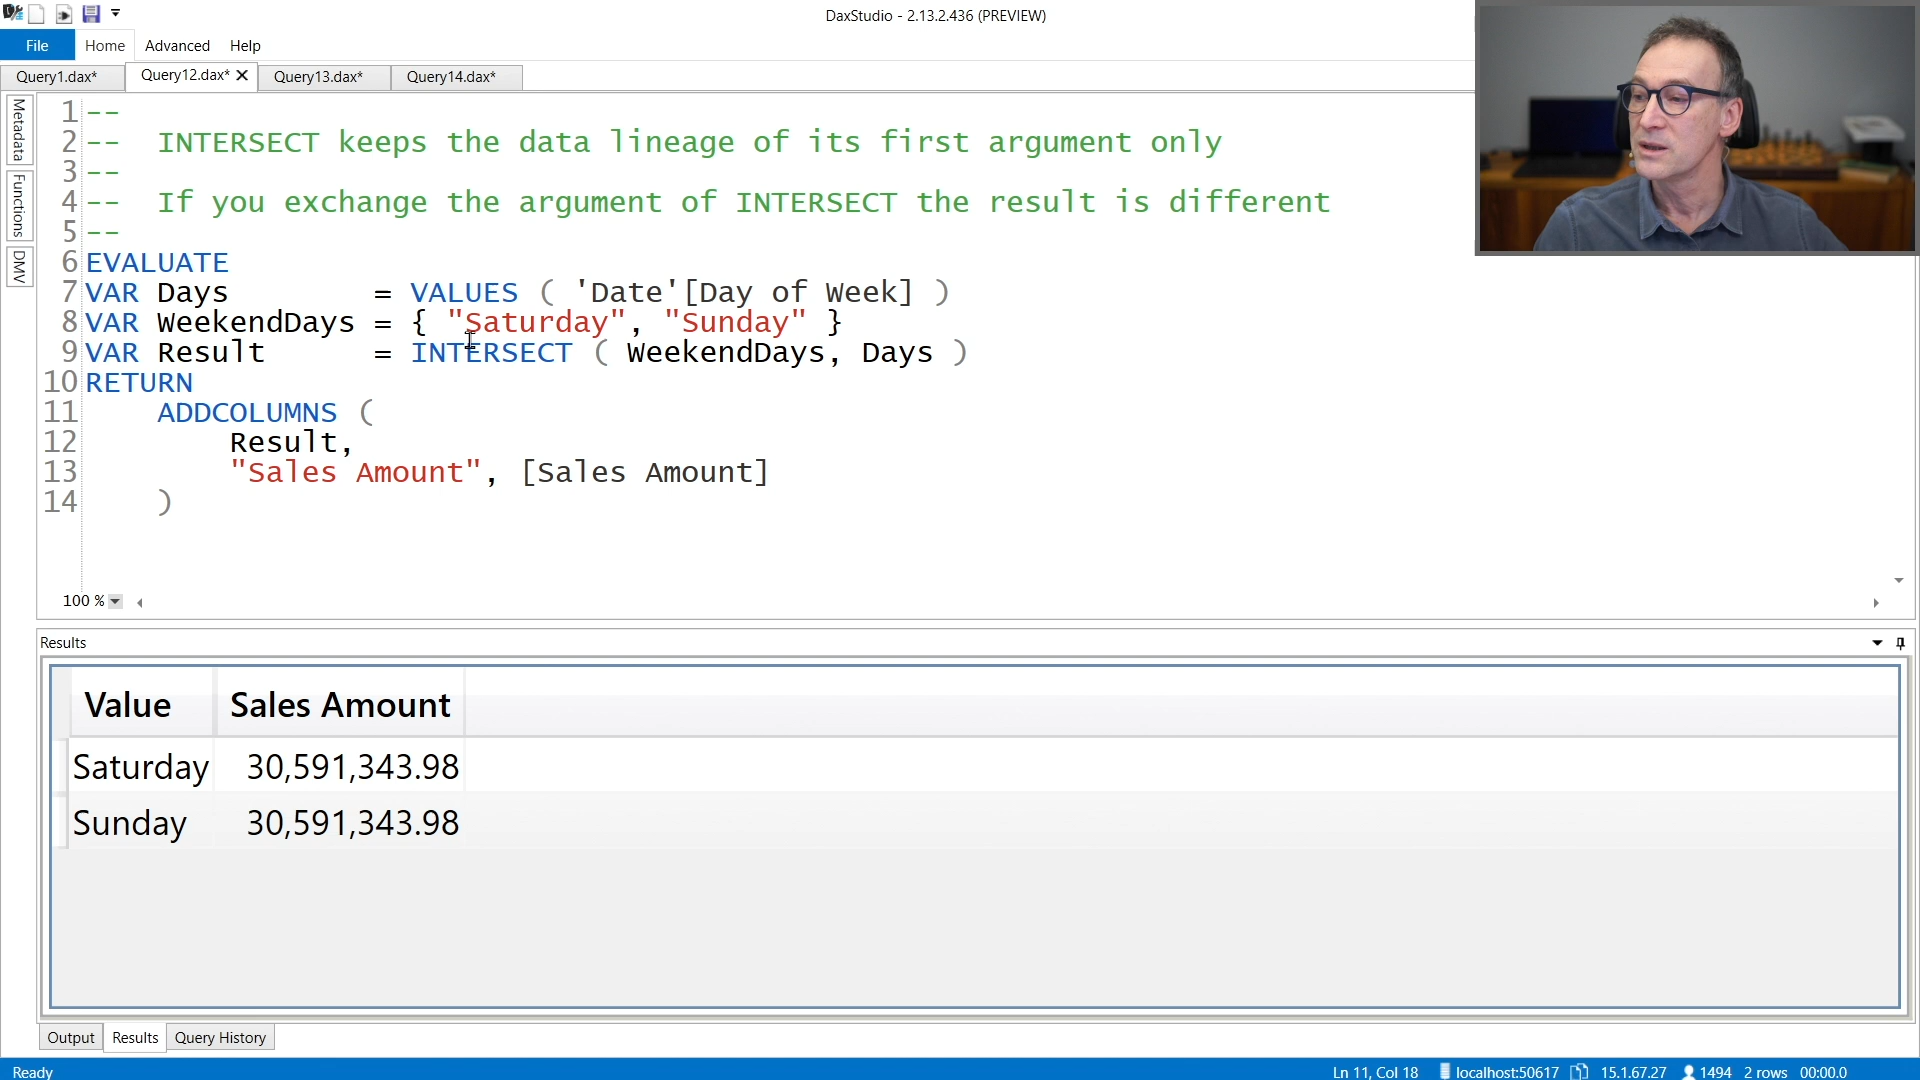 DaxStudio - 2.13.2.436 (PREVIEW)
File Home Advanced Help
Query1.dax* Query12.dax* Query13.dax* Query14.dax*
Metadata
Functions
DMV
1 --
2 --  INTERSECT keeps the data lineage of its first argument only
3 --
4 --  If you exchange the argument of INTERSECT the result is different
5 --
6 EVALUATE
7 VAR Days        = VALUES ( 'Date'[Day of Week] )
8 VAR WeekendDays = { "Saturday", "Sunday" }
9 VAR Result      = INTERSECT ( WeekendDays, Days )
10 RETURN
11     ADDCOLUMNS (
12         Result,
13         "Sales Amount", [Sales Amount]
14     )
100 %
Results
Value Sales Amount
Saturday 30,591,343.98
Sunday 30,591,343.98
Output Results Query History
Ready Ln 11, Col 18 localhost:50617 15.1.67.27 1494 2 rows 00:00.0